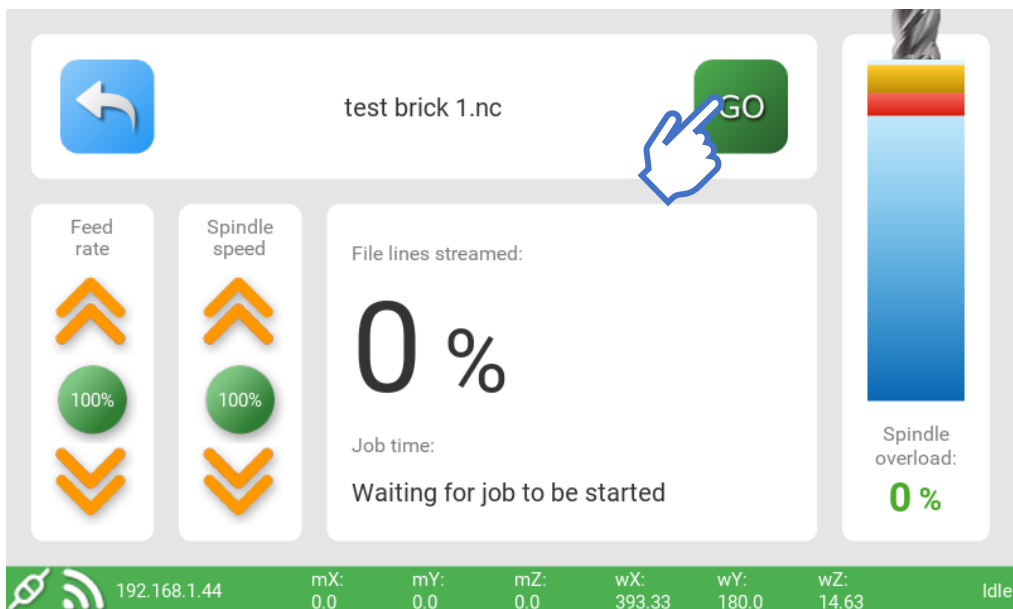 test brick 1.nc
GO
Feed
rate
100%
Spindle
speed
100%
File lines streamed:
0 %
Job time:
Waiting for job to be started
Spindle
overload:
0 %
192.168.1.44
mX:
0.0
mY:
0.0
mZ:
0.0
wX:
393.33
wY:
180.0
wZ:
14.63
Idle